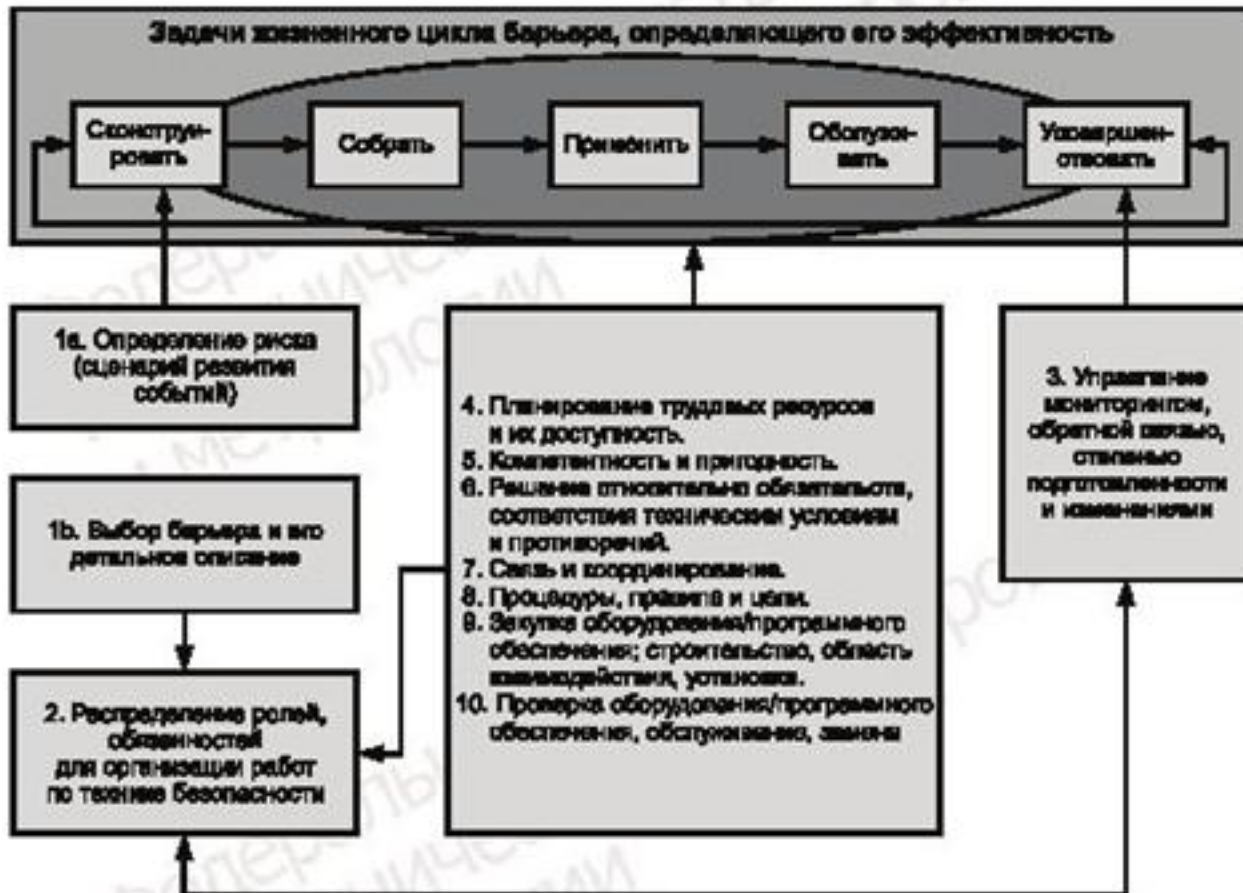 Задачи жизненного цикла барьера, определяющего его эффективность
Сконструи-
ровать
Собрать
Применить
Обслужи-
вать
Усовершен-
ствовать
1a. Определение риска
(сценарий развития
событий)
1b. Выбор барьера и его
детальное описание
2. Распределение ролей,
обязанностей
для организации работ
по технике безопасности
4. Планирование трудовых ресурсов
и их доступность.
5. Компетентность и пригодность.
6. Решение относительно обязательств,
соответствия техническим условиям
и противоречий.
7. Связь и координирование.
8. Процедуры, правила и цели.
9. Закупка оборудования/программного
обеспечения; строительство, область
взаимодействия, установка.
10. Проверка оборудования/программного
обеспечения, обслуживание, замена
3. Управление
мониторингом,
обратной связью,
степенью
подготовленности
и изменениями